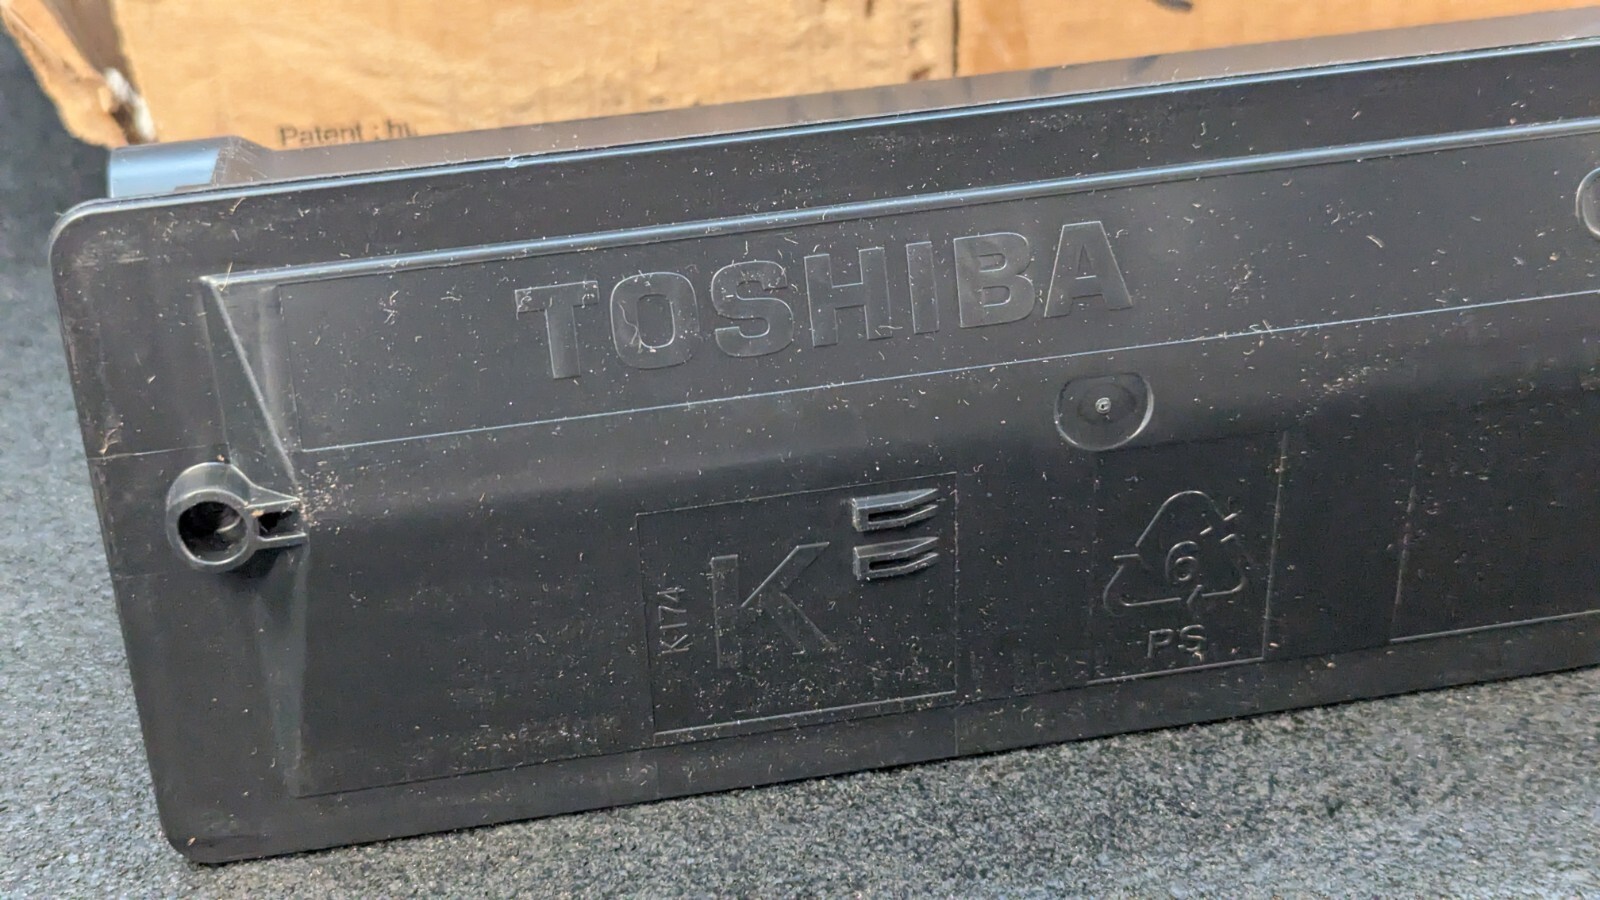 Patent : h
TOSHIBA
K
K174
6
PS